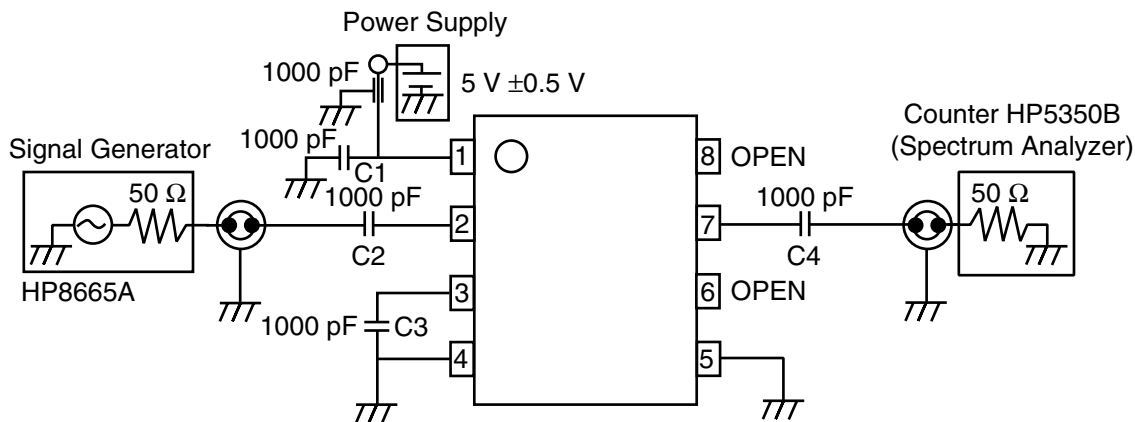 Power Supply
1000 pF
5 V ±0.5 V
1000 pF
C1
1
8 OPEN
Counter HP5350B
(Spectrum Analyzer)
Signal Generator
50 Ω
HP8665A
1000 pF
C2
2
7
1000 pF
C4
50 Ω
3
1000 pF C3
4
6 OPEN
5